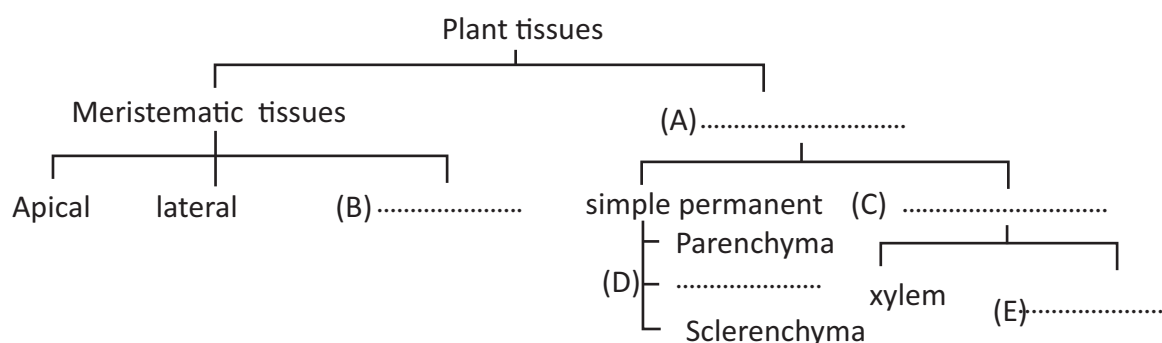 Plant tissues
Meristematic tissues
(A) ...............................
Apical lateral (B) ......................
simple permanent (C) ...............................
Parenchyma
(D) ......................
Sclerenchyma
xylem
(E) ......................